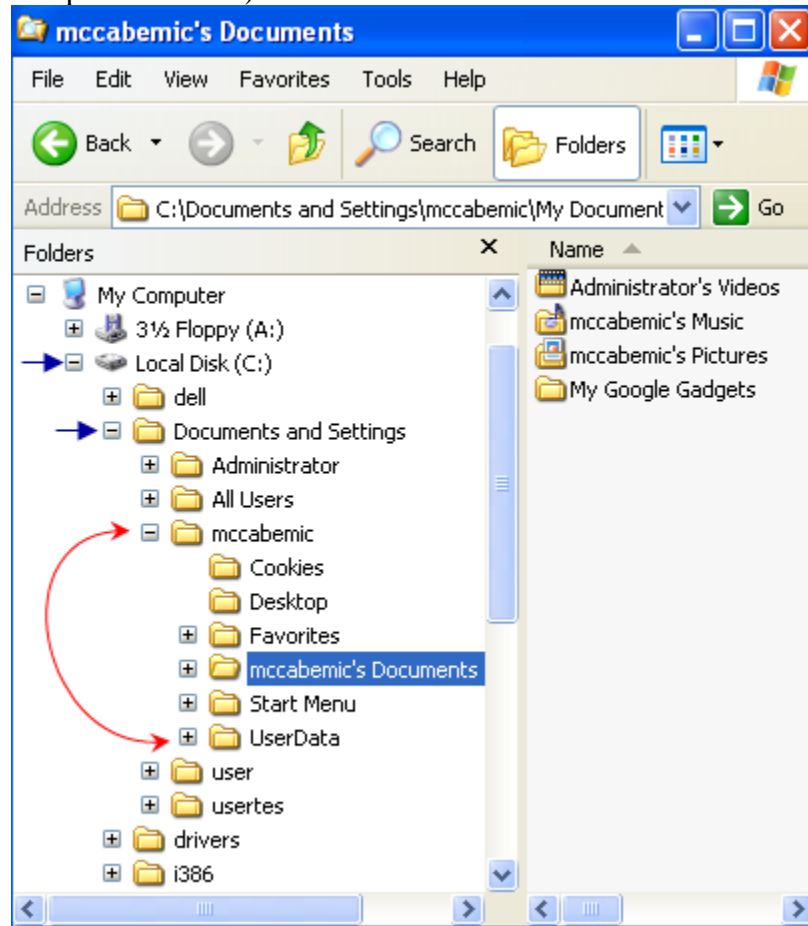 mccabemic's Documents
File Edit View Favorites Tools Help
Back Search Folders
Address C:\Documents and Settings\mccabemic\My Document Go
Folders
Name
My Computer
3½ Floppy (A:)
Local Disk (C:)
dell
Documents and Settings
Administrator
All Users
mccabemic
Cookies
Desktop
Favorites
mccabemic's Documents
Start Menu
UserData
user
usertes
drivers
i386
Administrator's Videos
mccabemic's Music
mccabemic's Pictures
My Google Gadgets